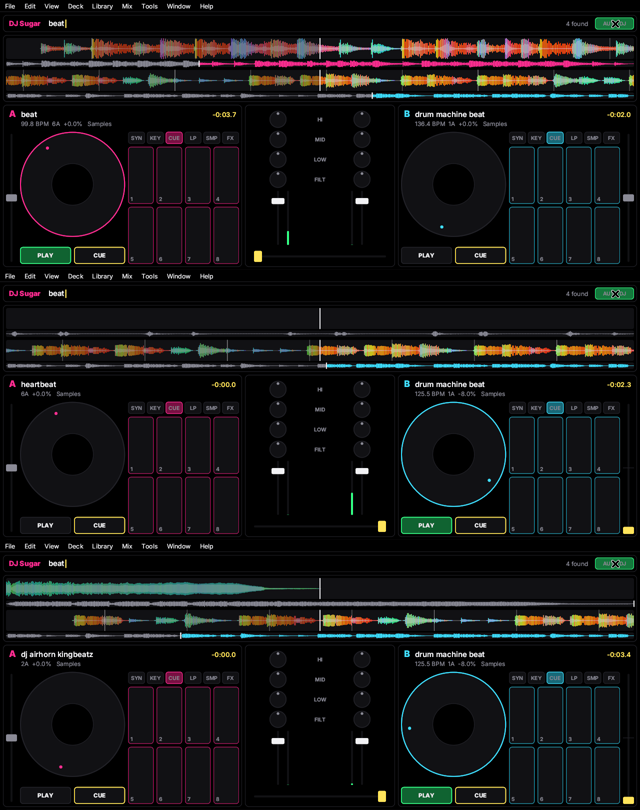 File Edit View Deck Library Mix Tools Window Help
DJ Sugar beat 4 found
A beat -0:03.7
99.8 BPM 6A +0.0% Samples
SYN KEY CUE LP SMP FX
1 2 3 4
5 6 7 8
PLAY CUE
HI
MID
LOW
FILT
B drum machine beat -0:02.0
136.4 BPM 1A +0.0% Samples
SYN KEY CUE LP SMP FX
1 2 3 4
5 6 7 8
PLAY CUE
File Edit View Deck Library Mix Tools Window Help
DJ Sugar beat 4 found
A heartbeat -0:00.0
6A +0.0% Samples
SYN KEY CUE LP SMP FX
1 2 3 4
5 6 7 8
PLAY CUE
HI
MID
LOW
FILT
B drum machine beat -0:02.3
125.5 BPM 1A -8.0% Samples
SYN KEY CUE LP SMP FX
1 2 3 4
5 6 7 8
PLAY CUE
File Edit View Deck Library Mix Tools Window Help
DJ Sugar beat 4 found
A dj airhorn kingbeatz -0:00.0
2A +0.0% Samples
SYN KEY CUE LP SMP FX
1 2 3 4
5 6 7 8
PLAY CUE
HI
MID
LOW
FILT
B drum machine beat -0:03.4
125.5 BPM 1A -8.0% Samples
SYN KEY CUE LP SMP FX
1 2 3 4
5 6 7 8
PLAY CUE